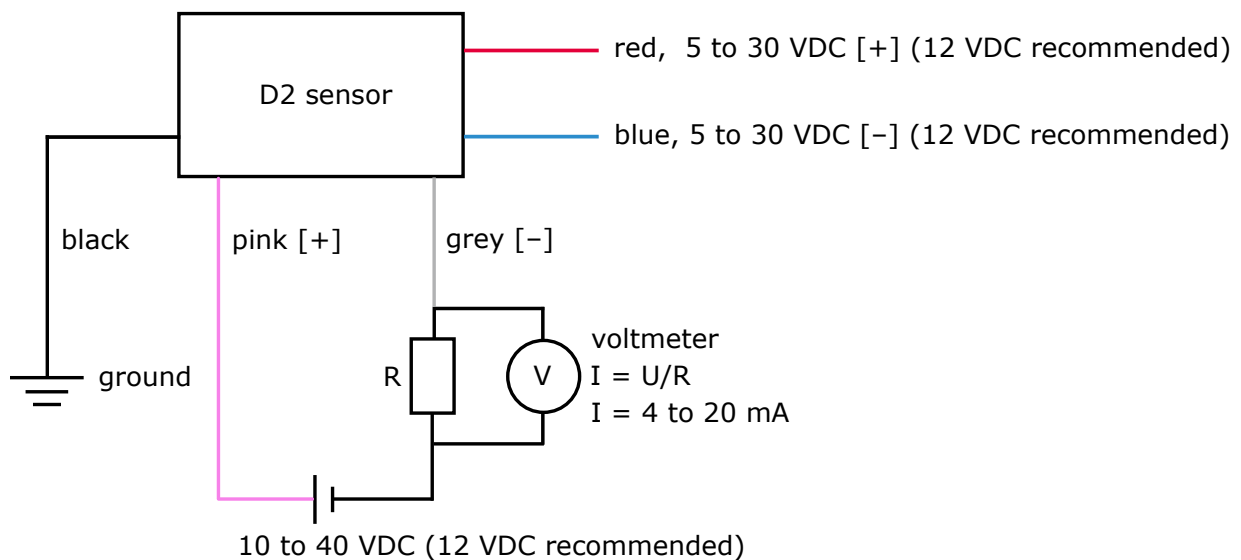 red, 5 to 30 VDC [+] (12 VDC recommended)
D2 sensor
blue, 5 to 30 VDC [–] (12 VDC recommended)
black
pink [+]
grey [–]
voltmeter
R
V
I = U/R
ground
I = 4 to 20 mA
10 to 40 VDC (12 VDC recommended)